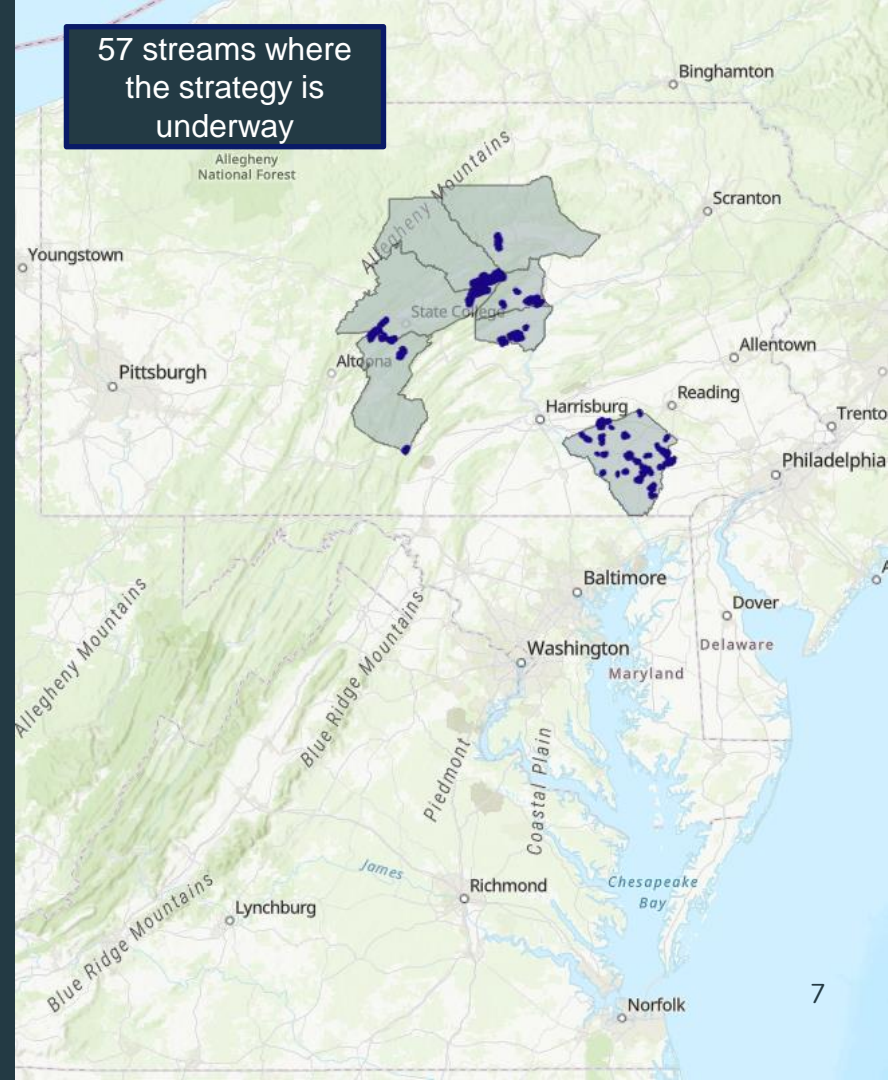 57 streams where
the strategy is
underway
Binghamton
Allegheny
National Forest
Allegheny Mountains
Scranton
Youngstown
State College
Allentown
Altoona
Pittsburgh
Reading
Harrisburg
Trento
Philadelphia
Baltimore
Dover
Washington
Delaware
Maryland
Allegheny Mountains
Blue Ridge Mountains
Piedmont
Coastal Plain
James
Richmond
Chesapeake
Bay
Lynchburg
Blue Ridge Mountains
Norfolk
7
A